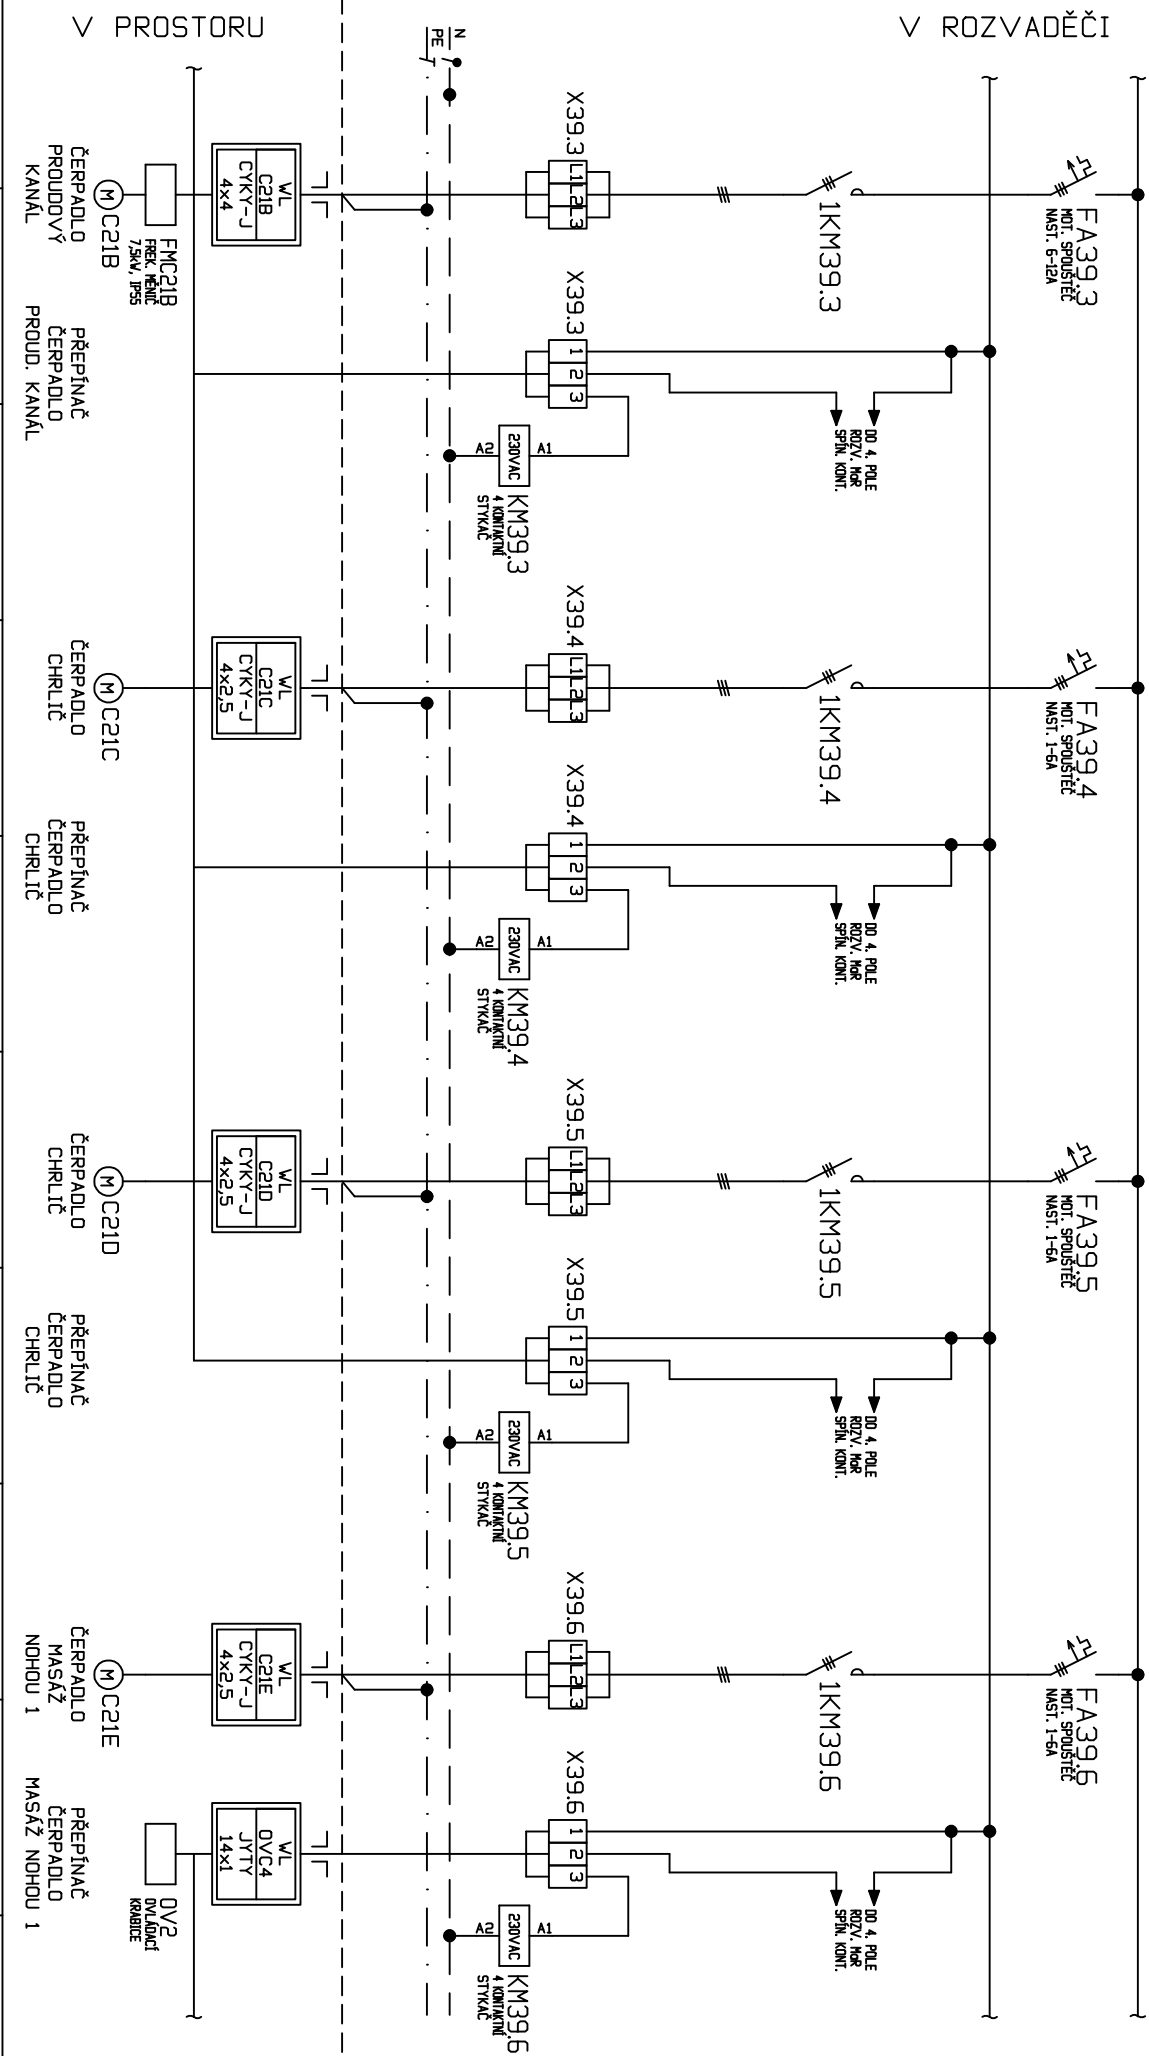 V ROZVADĚČI
V PROSTORU
N
PE
FA39.3
MOT. SPOUŠTĚČ
NAST. 6-12A
1KM39.3
X39.3
L1
L2
L3
WL
C21B
CYKY-J
4x4
FMC21B
FREK. MĚNIČ
7,5kW, IP55
M
C21B
ČERPADLO
PROUDOVÝ
KANÁL
DO 4. POLE
ROZV. MaR
SPÍN. KONT.
X39.3
1
2
3
A1
230VAC
A2
KM39.3
4 KONTAKTNÍ
STYKAČ
PŘEPÍNAČ
ČERPADLO
PROUD. KANÁL
FA39.4
MOT. SPOUŠTĚČ
NAST. 1-6A
1KM39.4
X39.4
L1
L2
L3
WL
C21C
CYKY-J
4x2,5
M
C21C
ČERPADLO
CHRLIČ
DO 4. POLE
ROZV. MaR
SPÍN. KONT.
X39.4
1
2
3
A1
230VAC
A2
KM39.4
4 KONTAKTNÍ
STYKAČ
PŘEPÍNAČ
ČERPADLO
CHRLIČ
FA39.5
MOT. SPOUŠTĚČ
NAST. 1-6A
1KM39.5
X39.5
L1
L2
L3
WL
C21D
CYKY-J
4x2,5
M
C21D
ČERPADLO
CHRLIČ
DO 4. POLE
ROZV. MaR
SPÍN. KONT.
X39.5
1
2
3
A1
230VAC
A2
KM39.5
4 KONTAKTNÍ
STYKAČ
PŘEPÍNAČ
ČERPADLO
CHRLIČ
FA39.6
MOT. SPOUŠTĚČ
NAST. 1-6A
1KM39.6
X39.6
L1
L2
L3
WL
C21E
CYKY-J
4x2,5
M
C21E
ČERPADLO
MASÁŽ
NOHOU 1
DO 4. POLE
ROZV. MaR
SPÍN. KONT.
X39.6
1
2
3
A1
230VAC
A2
KM39.6
4 KONTAKTNÍ
STYKAČ
WL
OVC4
JYTY
14x1
OV2
OVLÁDACÍ
KRABICE
PŘEPÍNAČ
ČERPADLO
MASÁŽ NOHOU 1